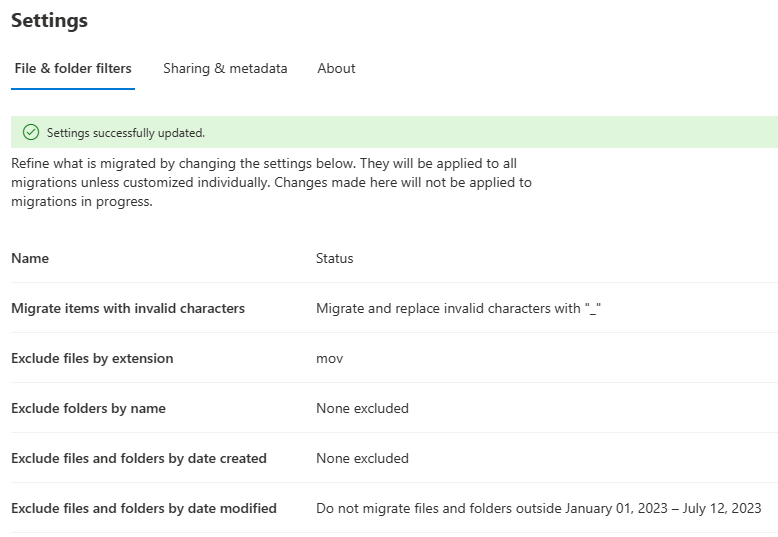 Settings
File & folder filters Sharing & metadata About
Settings successfully updated.
Refine what is migrated by changing the settings below. They will be applied to all
migrations unless customized individually. Changes made here will not be applied to
migrations in progress.
Name Status
Migrate items with invalid characters Migrate and replace invalid characters with "_"
Exclude files by extension mov
Exclude folders by name None excluded
Exclude files and folders by date created None excluded
Exclude files and folders by date modified Do not migrate files and folders outside January 01, 2023 – July 12, 2023